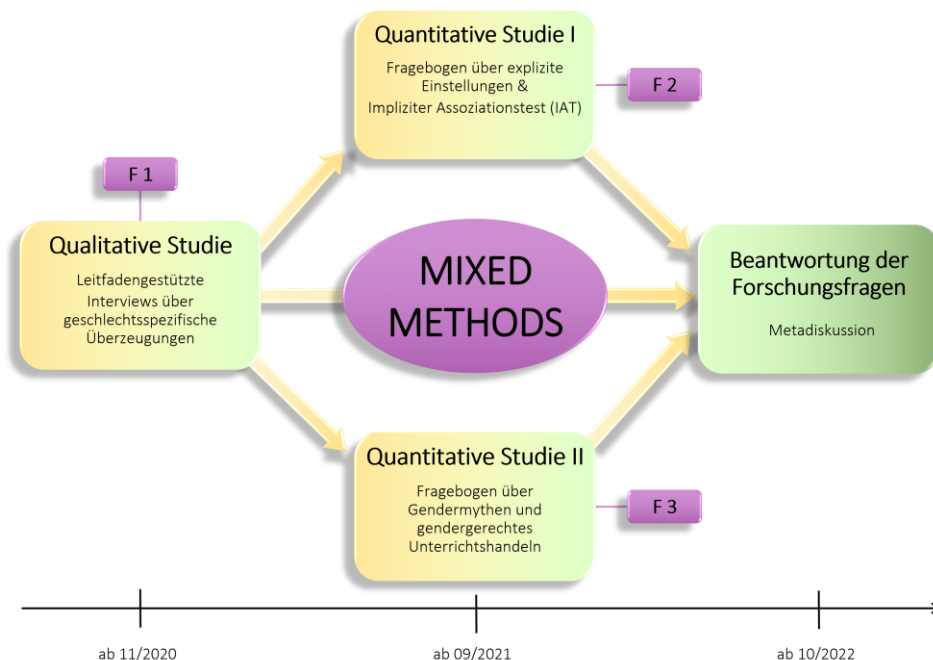 Quantitative Studie I
Fragebogen über explizite
Einstellungen &
Impliziter Assoziationstest (IAT)
F 2
F 1
Qualitative Studie
Leitfadengestützte
Interviews über
geschlechtsspezifische
Überzeugungen
MIXED
METHODS
Beantwortung der
Forschungsfragen
Metadiskussion
Quantitative Studie II
Fragebogen über
Gendermythen und
gendergerechtes
Unterrichtshandeln
F 3
ab 11/2020
ab 09/2021
ab 10/2022